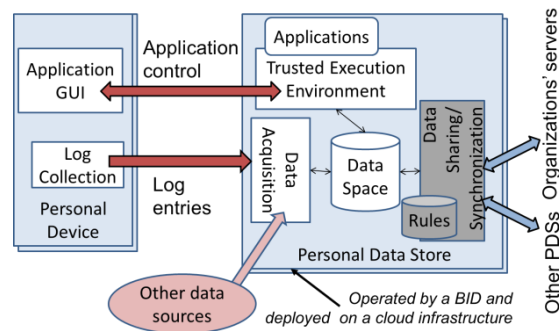 Application
GUI
Log
Collection
Personal
Device
Application
control
Log
entries
Applications
Trusted Execution
Environment
Data
Acquisition
Data
Space
Data
Sharing/
Synchronization
Rules
Personal Data Store
Other data
sources
Operated by a BID and
deployed on a cloud infrastructure
Organizations' servers
Other PDSs